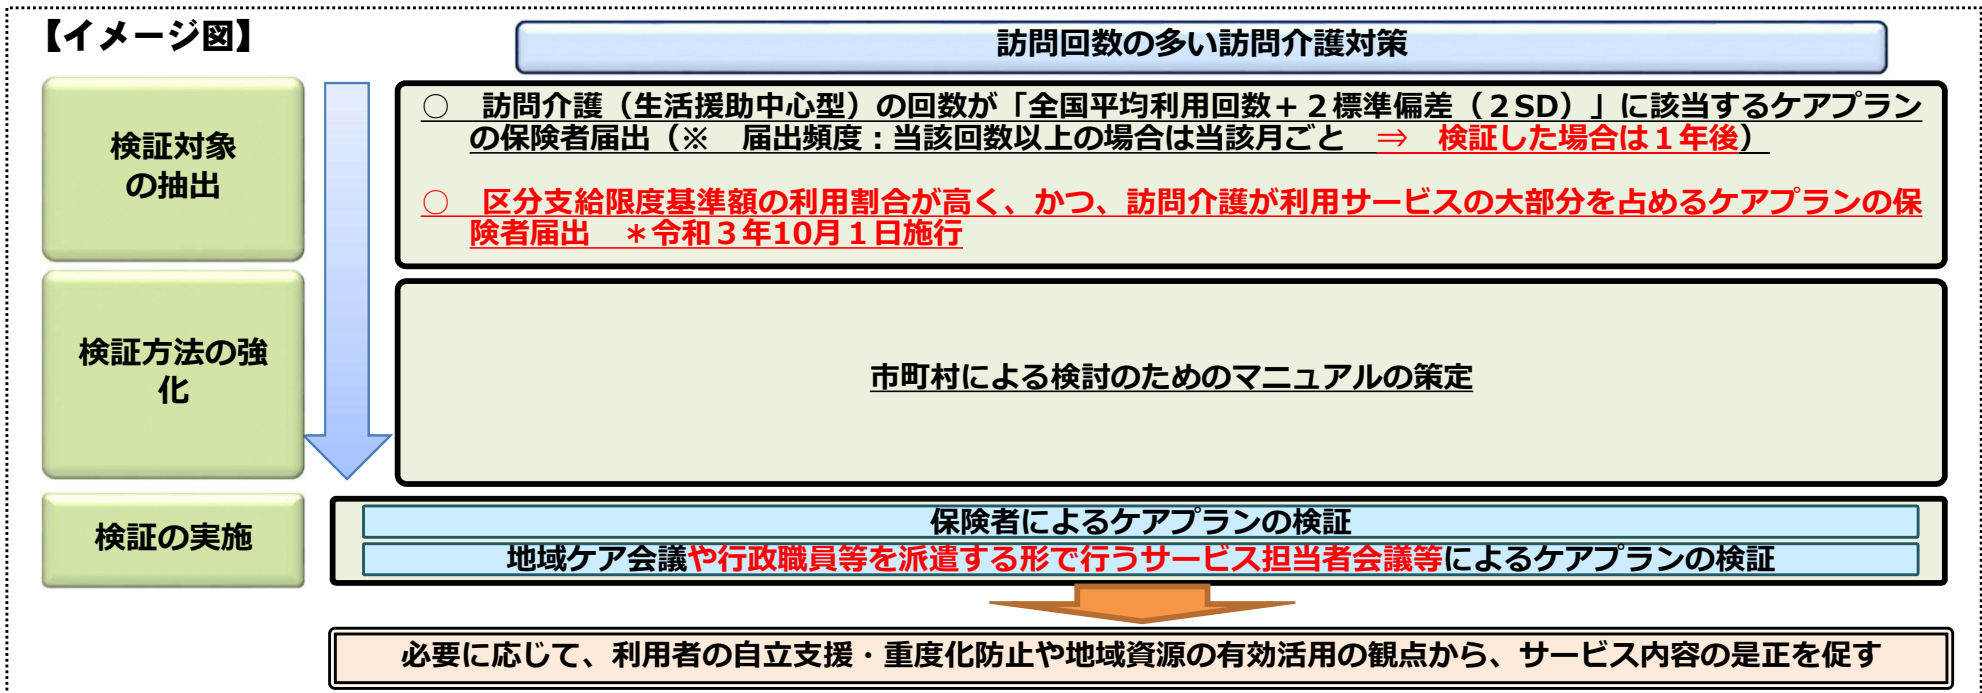 【イメージ図】
訪問回数の多い訪問介護対策
検証対象
の抽出
○　訪問介護（生活援助中心型）の回数が「全国平均利用回数＋２標準偏差（２SD）」に該当するケアプラン
の保険者届出（※　届出頻度：当該回数以上の場合は当該月ごと　⇒　検証した場合は１年後）
○　区分支給限度基準額の利用割合が高く、かつ、訪問介護が利用サービスの大部分を占めるケアプランの保
険者届出　＊令和３年10月１日施行
検証方法の強
化
市町村による検討のためのマニュアルの策定
検証の実施
保険者によるケアプランの検証
地域ケア会議や行政職員等を派遣する形で行うサービス担当者会議等によるケアプランの検証
必要に応じて、利用者の自立支援・重度化防止や地域資源の有効活用の観点から、サービス内容の是正を促す